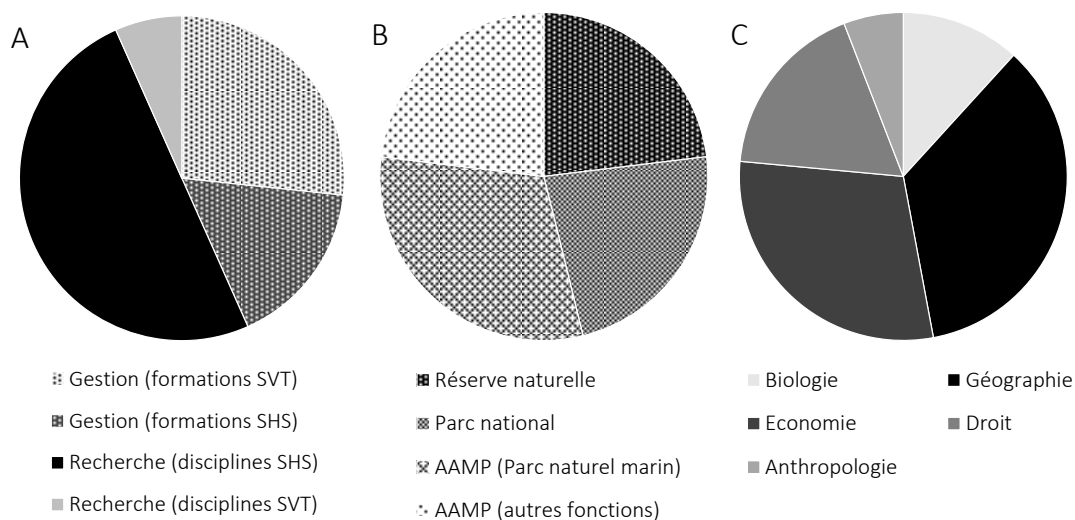 A
B
C
Gestion (formations SVT)
Gestion (formations SHS)
Recherche (disciplines SHS)
Recherche (disciplines SVT)
Réserve naturelle
Parc national
AAMP (Parc naturel marin)
AAMP (autres fonctions)
Biologie
Géographie
Economie
Droit
Anthropologie